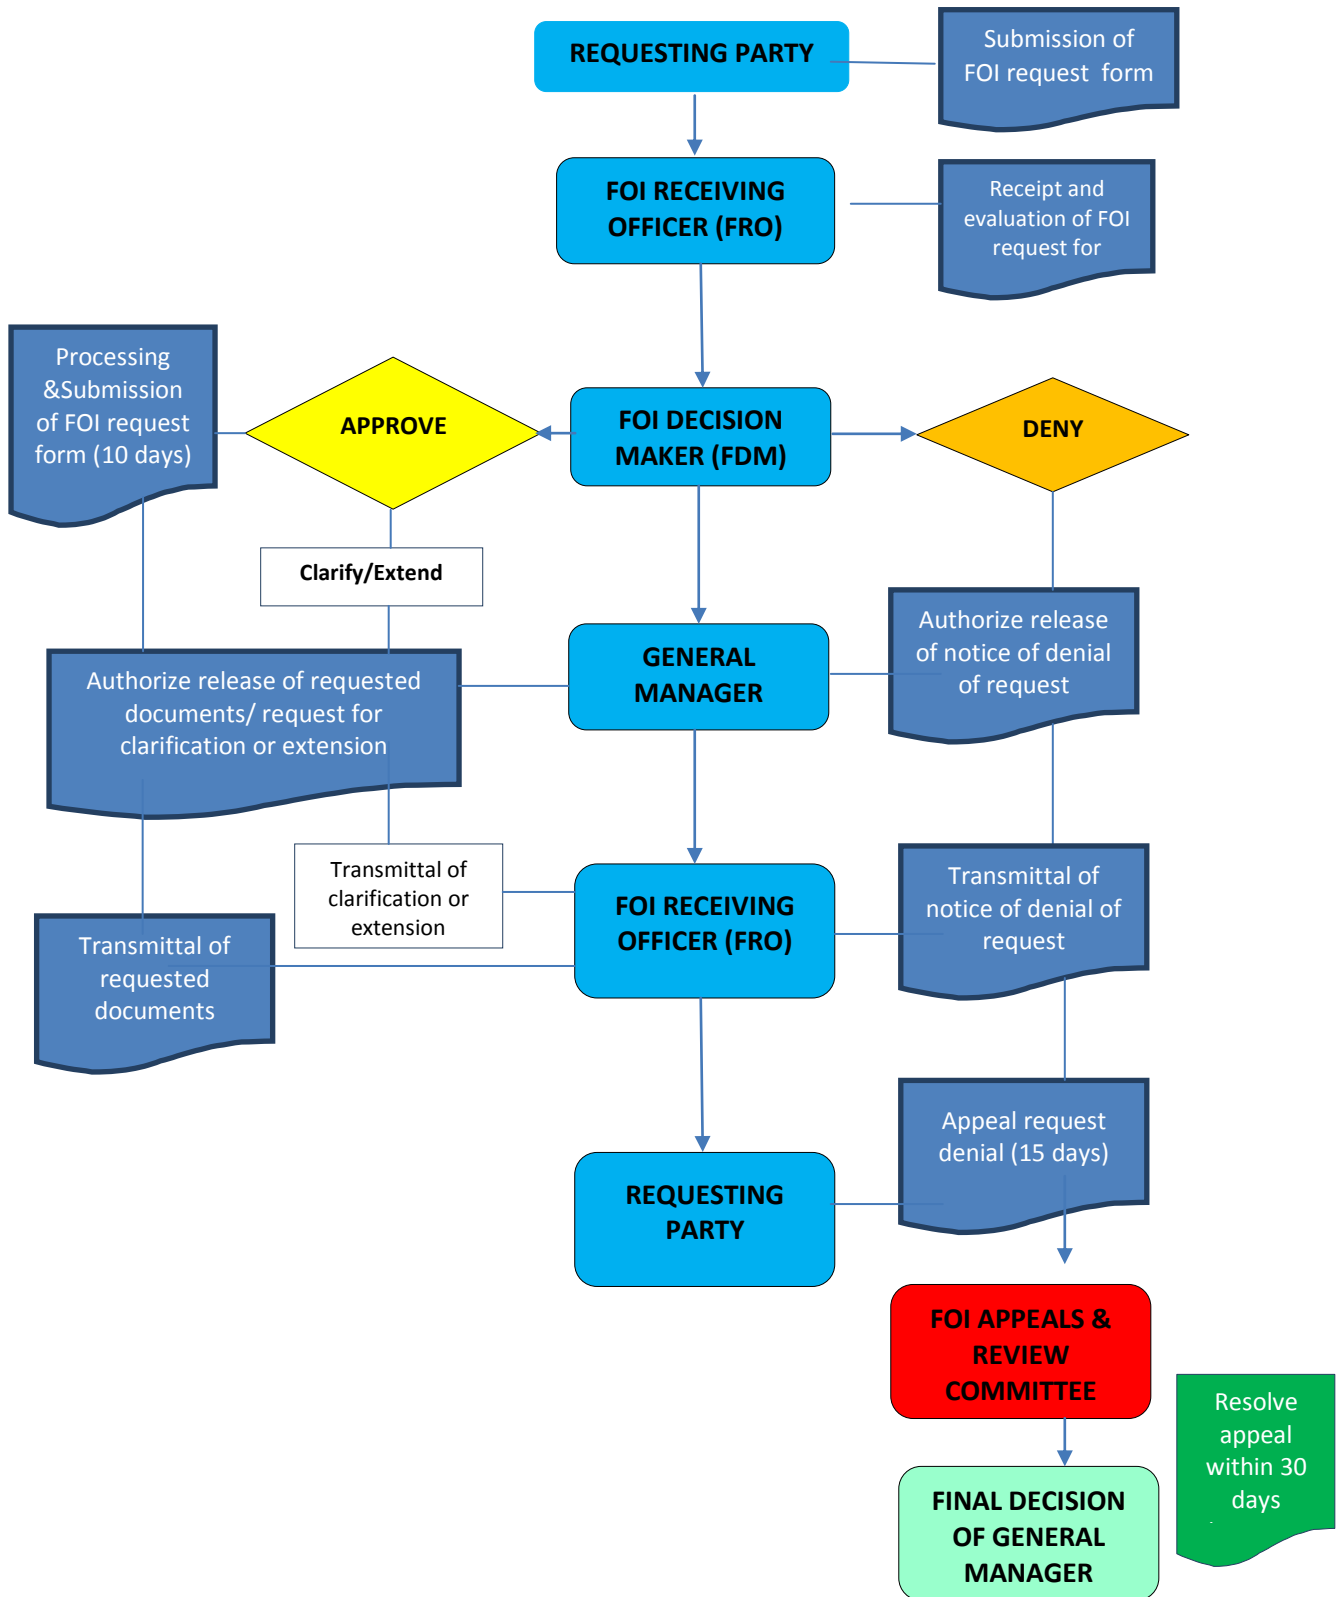 REQUESTING PARTY
Submission of
FOI request form
FOI RECEIVING
OFFICER (FRO)
Receipt and
evaluation of FOI
request for
Processing
&Submission
of FOI request
form (10 days)
APPROVE
FOI DECISION
MAKER (FDM)
DENY
Clarify/Extend
Authorize release of requested
documents/ request for
clarification or extension
GENERAL
MANAGER
Authorize release
of notice of denial
of request
Transmittal of
clarification or
extension
FOI RECEIVING
OFFICER (FRO)
Transmittal of
notice of denial of
request
Transmittal of
requested
documents
Appeal request
denial (15 days)
REQUESTING
PARTY
FOI APPEALS &
REVIEW
COMMITTEE
Resolve
appeal
within 30
days
FINAL DECISION
OF GENERAL
MANAGER